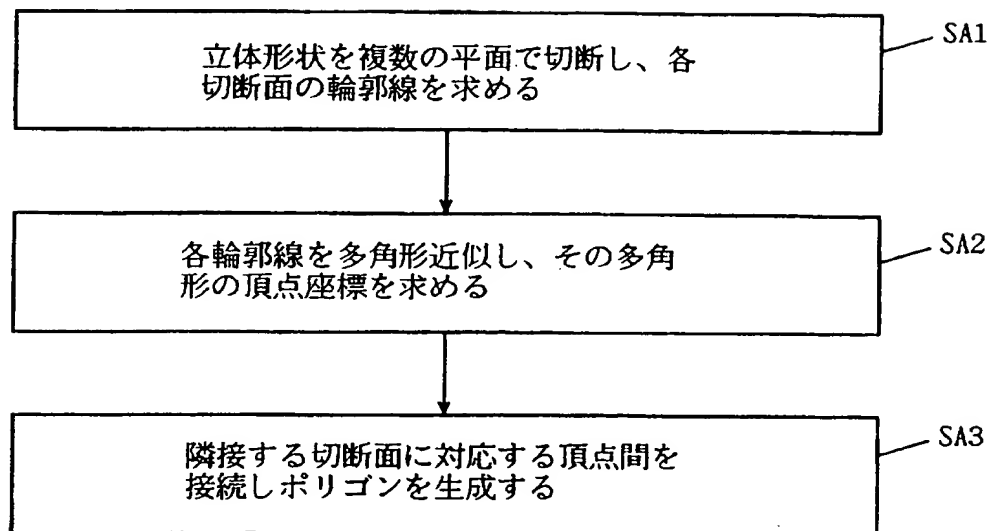 立体形状を複数の平面で切断し、各
切断面の輪郭線を求める
SA1
各輪郭線を多角形近似し、その多角
形の頂点座標を求める
SA2
隣接する切断面に対応する頂点間を
接続しポリゴンを生成する
SA3